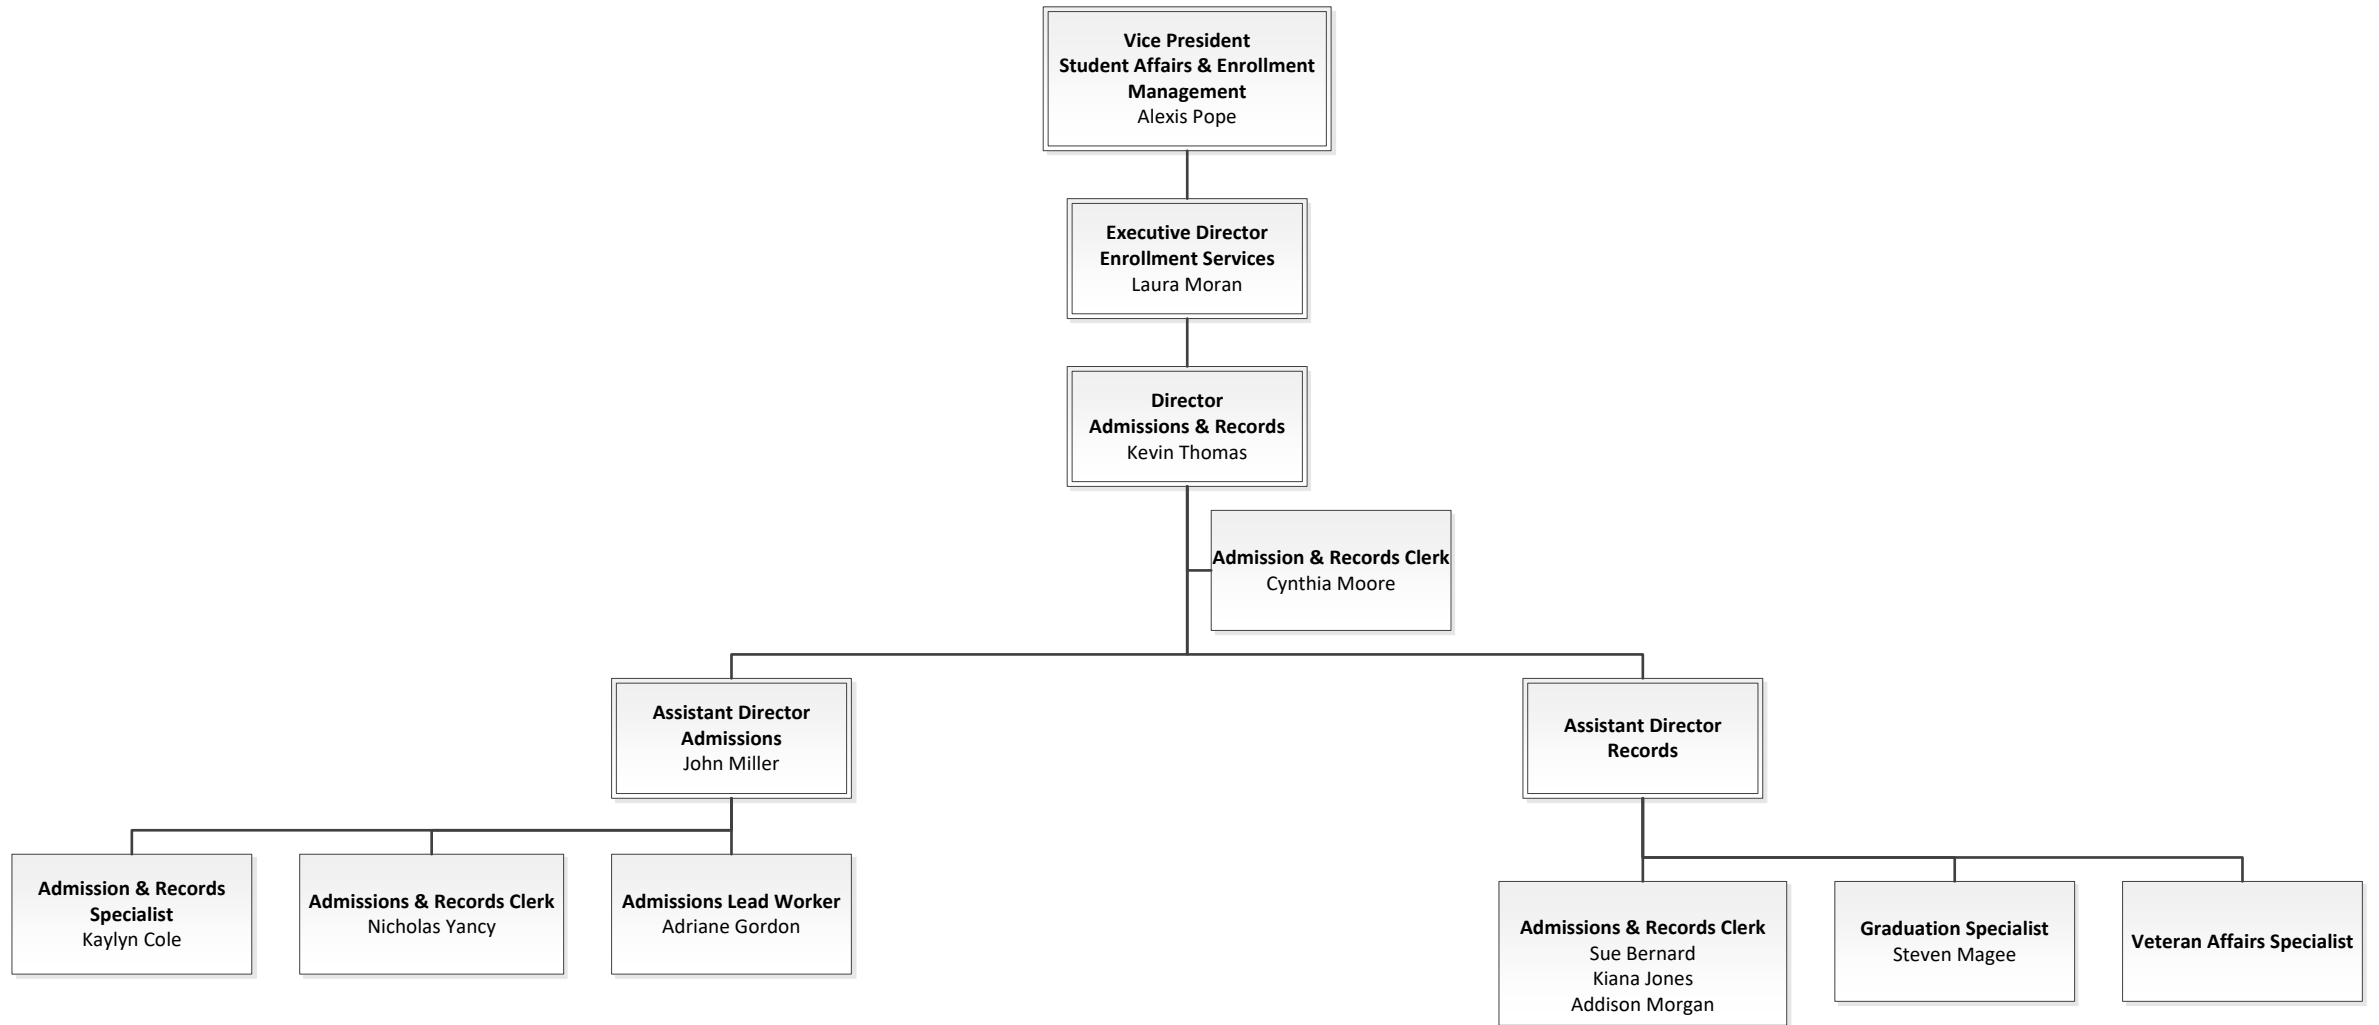 Vice President
Student Affairs & Enrollment
Management
Alexis Pope
Executive Director
Enrollment Services
Laura Moran
Director
Admissions & Records
Kevin Thomas
Admission & Records Clerk
Cynthia Moore
Assistant Director
Admissions
John Miller
Assistant Director
Records
Admission & Records
Specialist
Kaylyn Cole
Admissions & Records Clerk
Nicholas Yancy
Admissions Lead Worker
Adriane Gordon
Admissions & Records Clerk
Sue Bernard
Kiana Jones
Addison Morgan
Graduation Specialist
Steven Magee
Veteran Affairs Specialist